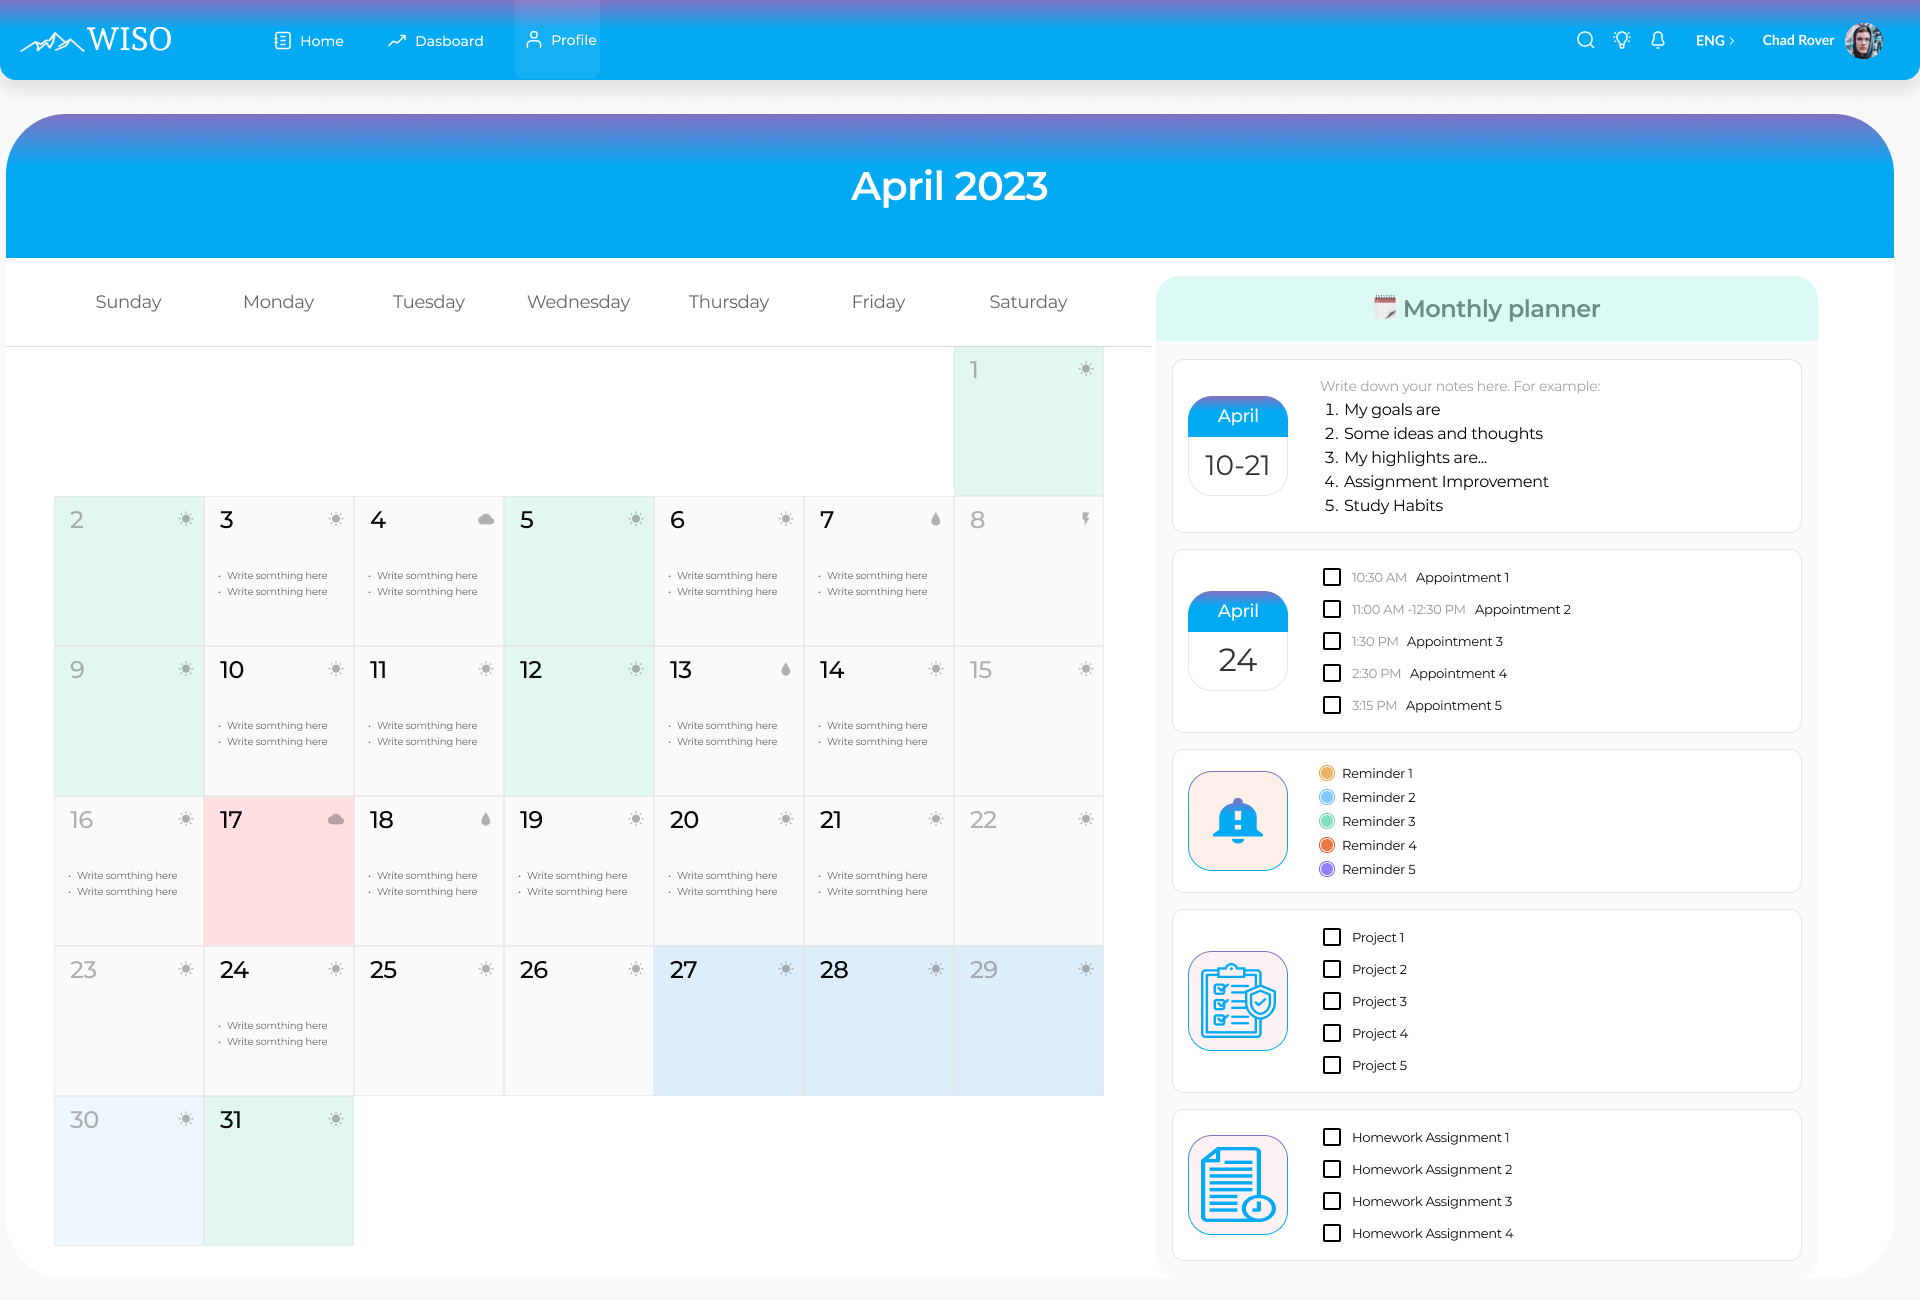 WISO
Home
Dasboard
Profile
ENG
Chad Rover
April 2023
Sunday
Monday
Tuesday
Wednesday
Thursday
Friday
Saturday
1
2
3
4
5
6
7
8
• Write somthing here
• Write somthing here
• Write somthing here
• Write somthing here
• Write somthing here
• Write somthing here
• Write somthing here
• Write somthing here
9
10
11
12
13
14
15
• Write somthing here
• Write somthing here
• Write somthing here
• Write somthing here
• Write somthing here
• Write somthing here
• Write somthing here
• Write somthing here
16
17
18
19
20
21
22
• Write somthing here
• Write somthing here
• Write somthing here
• Write somthing here
• Write somthing here
• Write somthing here
• Write somthing here
• Write somthing here
• Write somthing here
• Write somthing here
23
24
25
26
27
28
29
• Write somthing here
• Write somthing here
30
31
Monthly planner
April
10-21
Write down your notes here. For example:
1. My goals are
2. Some ideas and thoughts
3. My highlights are...
4. Assignment Improvement
5. Study Habits
April
24
10:30 AM Appointment 1
11:00 AM -12:30 PM Appointment 2
1:30 PM Appointment 3
2:30 PM Appointment 4
3:15 PM Appointment 5
Reminder 1
Reminder 2
Reminder 3
Reminder 4
Reminder 5
Project 1
Project 2
Project 3
Project 4
Project 5
Homework Assignment 1
Homework Assignment 2
Homework Assignment 3
Homework Assignment 4